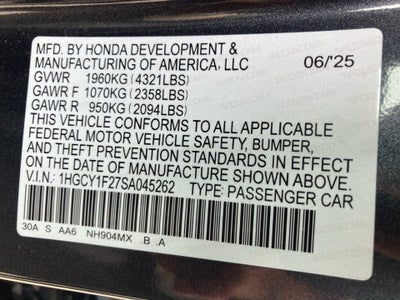 MFD. BY HONDA DEVELOPMENT &
MANUFACTURING OF AMERICA, LLC 06/'25
GVWR 1960KG (4321LBS)
GAWR F 1070KG (2358LBS)
GAWR R 950KG (2094LBS)
THIS VEHICLE CONFORMS TO ALL APPLICABLE
FEDERAL MOTOR VEHICLE SAFETY, BUMPER,
AND THEFT PREVENTION STANDARDS IN EFFECT
ON THE DATE OF MANUFACTURE SHOWN ABOVE.
V.I.N.: 1HGCY1F27SA045262 TYPE: PASSENGER CAR
30A S AA6 NH904MX .B .A